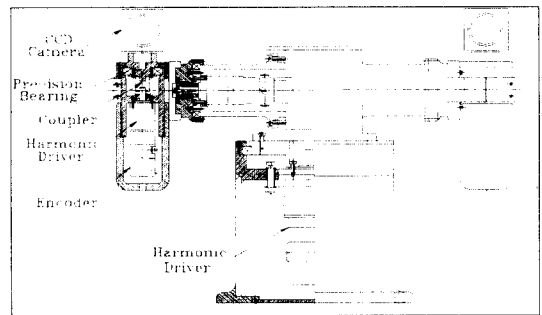 CCD
Camera
Precision
Bearing
Coupler
Harmonic
Driver
Encoder
Harmonic
Driver